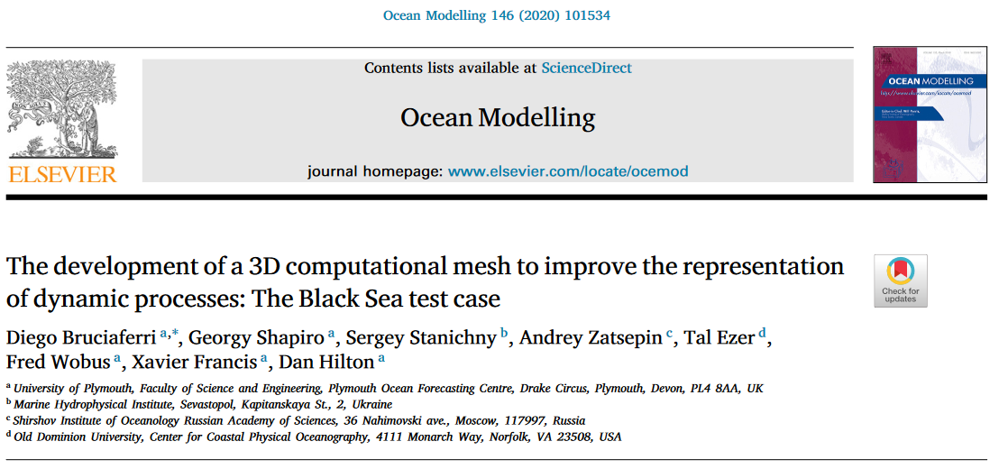 Ocean Modelling 146 (2020) 101534
Contents lists available at ScienceDirect
Ocean Modelling
journal homepage: www.elsevier.com/locate/ocemod
ELSEVIER
OCEAN MODELLING
http://www.elsevier.com/locate/ocemod
The development of a 3D computational mesh to improve the representation
of dynamic processes: The Black Sea test case
Check for
updates
Diego Bruciaferri a,*, Georgy Shapiro a, Sergey Stanichny b, Andrey Zatsepin c, Tal Ezer d,
Fred Wobus a, Xavier Francis a, Dan Hilton a
a University of Plymouth, Faculty of Science and Engineering, Plymouth Ocean Forecasting Centre, Drake Circus, Plymouth, Devon, PL4 8AA, UK
b Marine Hydrophysical Institute, Sevastopol, Kapitanskaya St., 2, Ukraine
c Shirshov Institute of Oceanology Russian Academy of Sciences, 36 Nahimovski ave., Moscow, 117997, Russia
d Old Dominion University, Center for Coastal Physical Oceanography, 4111 Monarch Way, Norfolk, VA 23508, USA